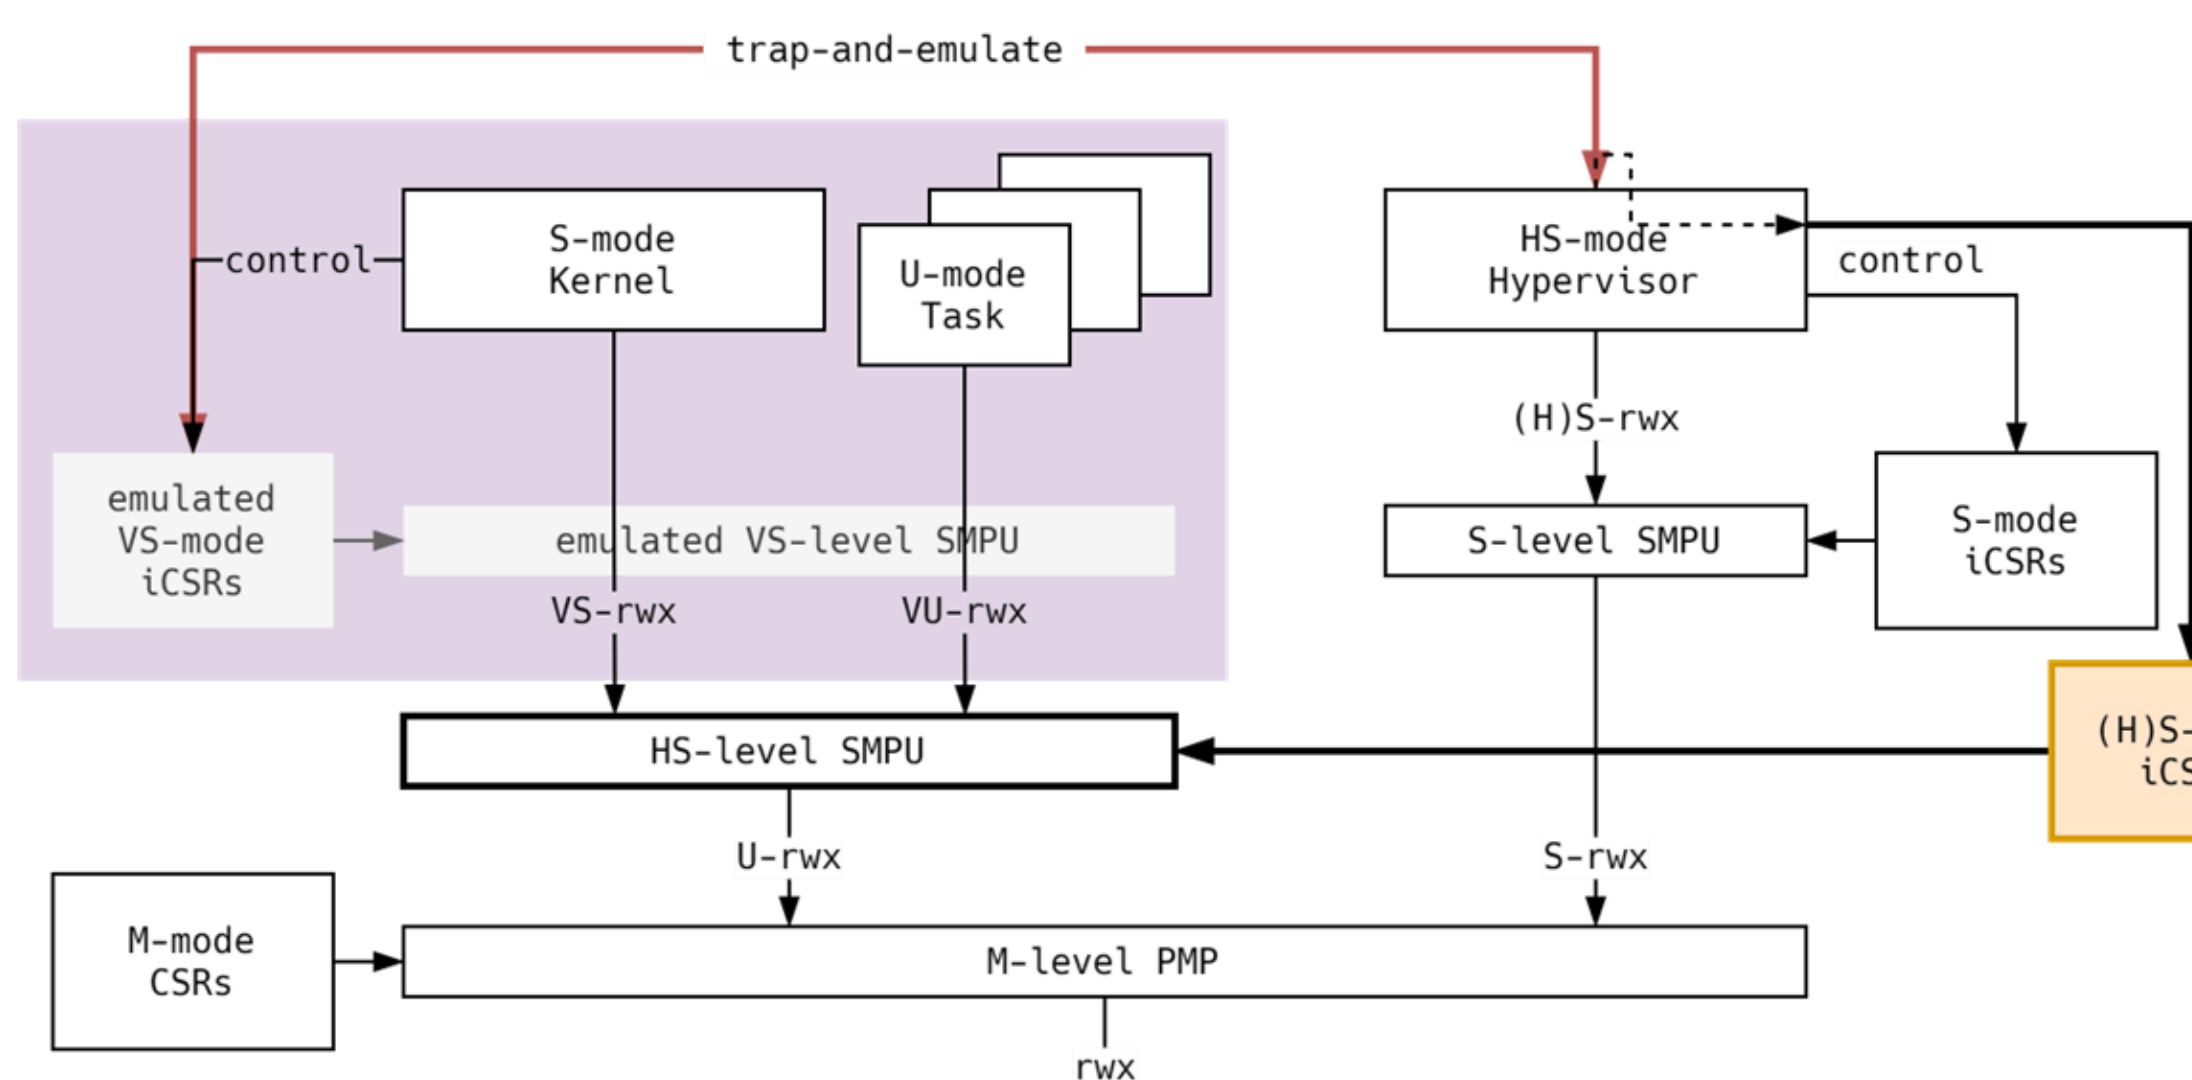 trap-and-emulate
S-mode
Kernel
control
U-mode
Task
HS-mode
Hypervisor
control
(H)S-rwx
emulated
VS-mode
iCSRs
emulated VS-level SMPU
S-level SMPU
S-mode
iCSRs
VS-rwx
VU-rwx
HS-level SMPU
(H)S-
iCS
U-rwx
S-rwx
M-mode
CSRs
M-level PMP
rwx